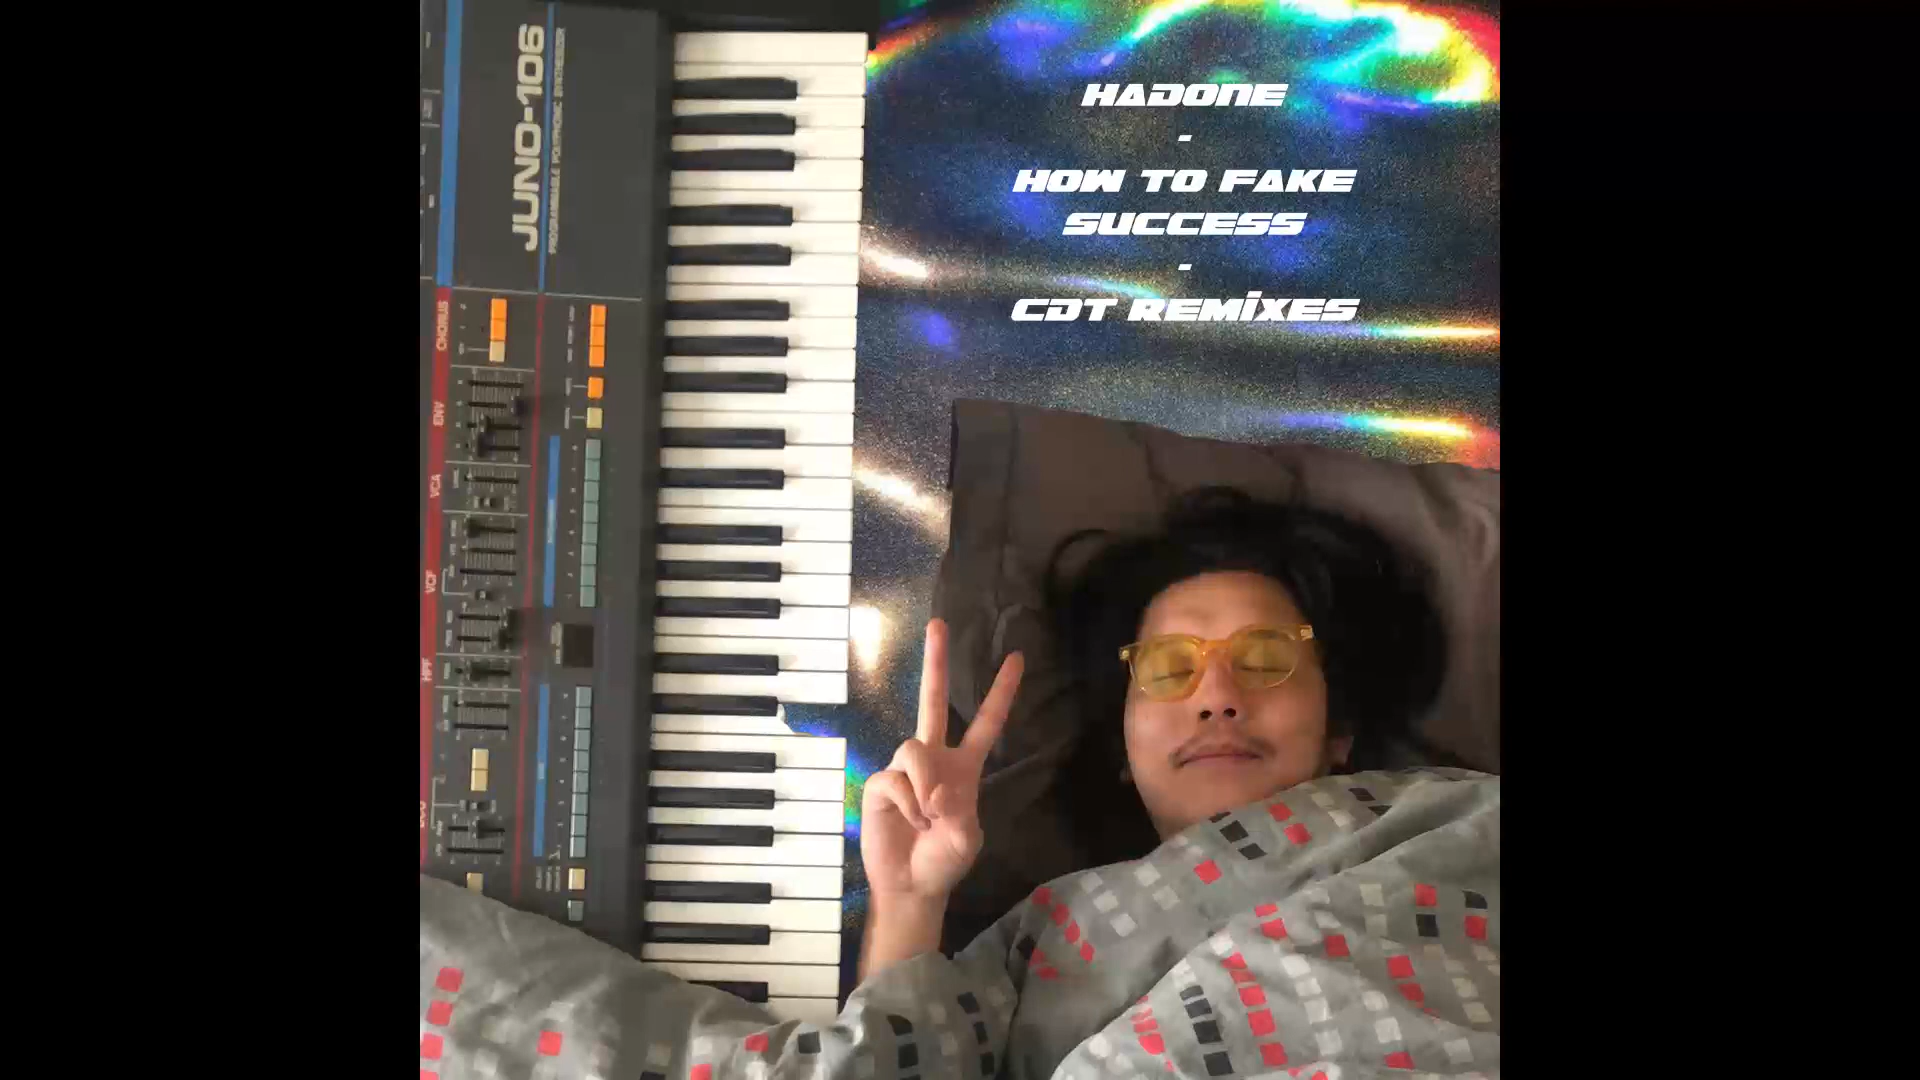 HADONE
-
HOW TO FAKE
SUCCESS
-
CDT REMIXES
JUNO-106
PROGRAMMABLE POLYPHONIC SYNTHESIZER
CHORUS
ENV
VCA
VCF
HPF